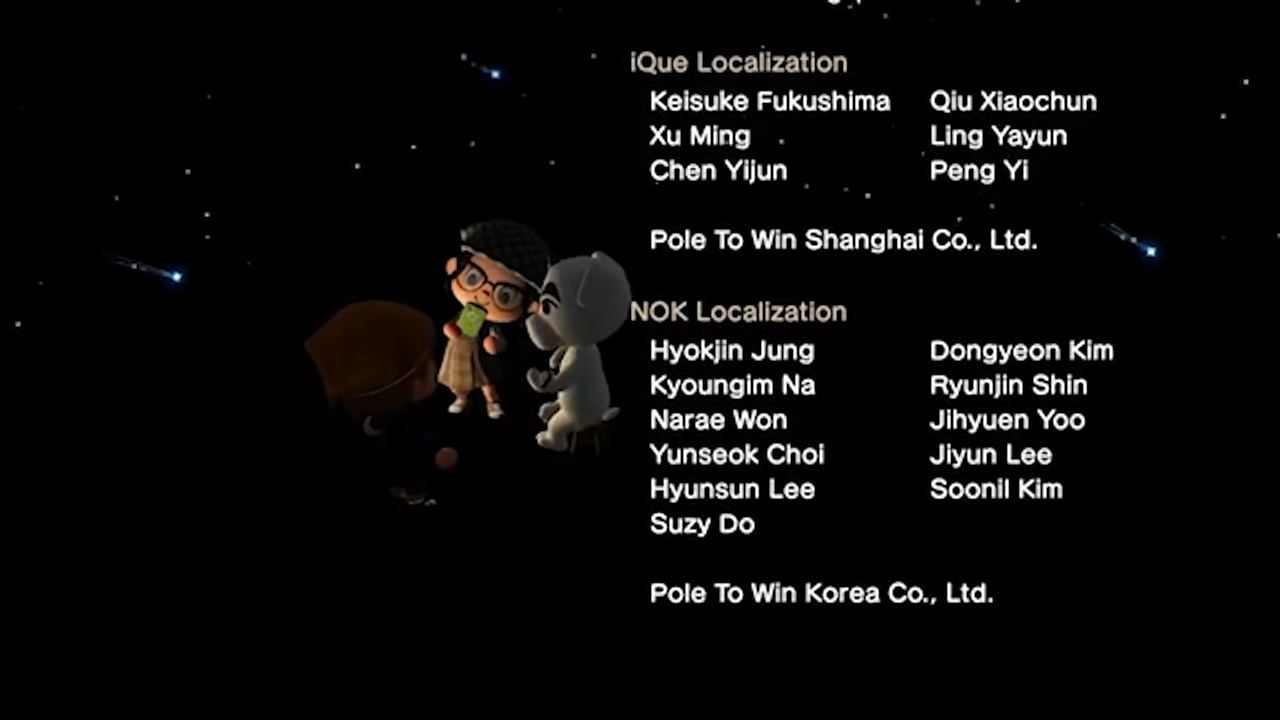 iQue Localization
Keisuke Fukushima Qiu Xiaochun
Xu Ming Ling Yayun
Chen Yijun Peng Yi
Pole To Win Shanghai Co., Ltd.
NOK Localization
Hyokjin Jung Dongyeon Kim
Kyoungim Na Ryunjin Shin
Narae Won Jihyuen Yoo
Yunseok Choi Jiyun Lee
Hyunsun Lee Soonil Kim
Suzy Do
Pole To Win Korea Co., Ltd.